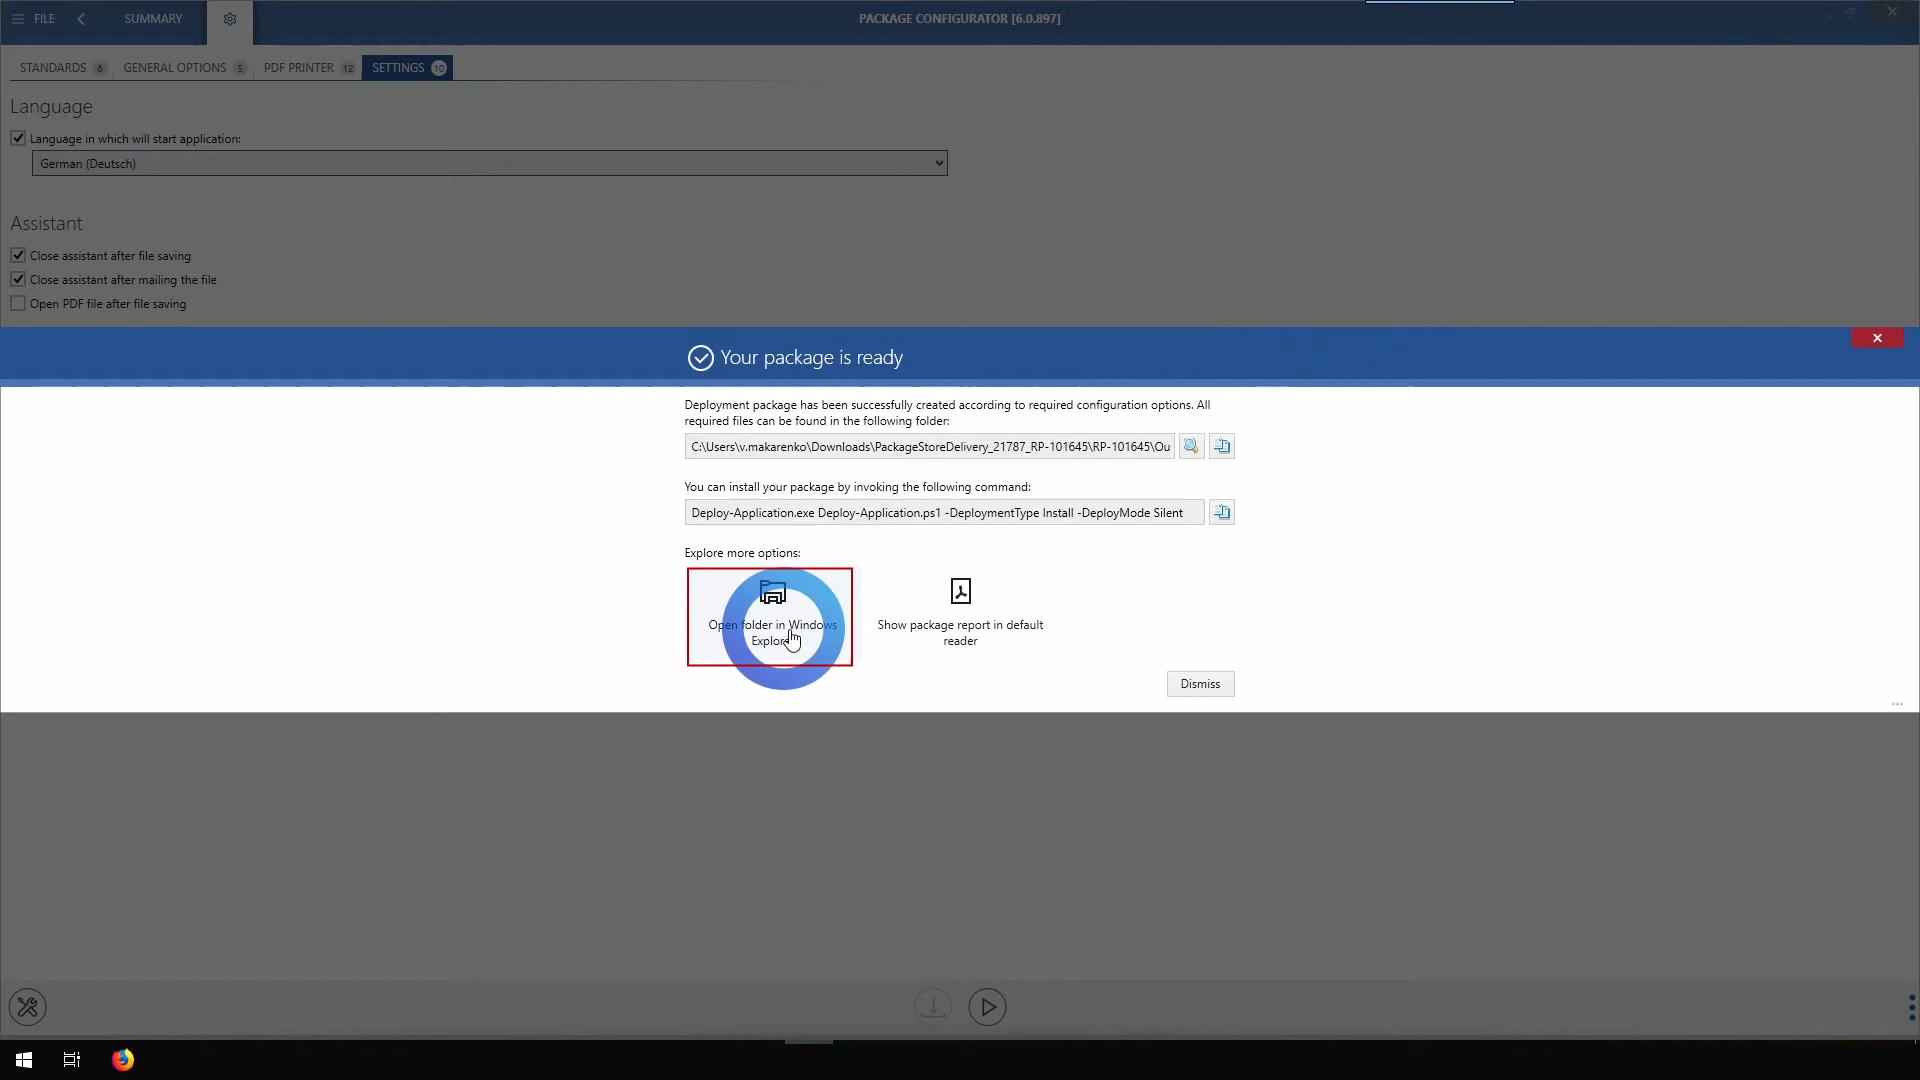 FILE
SUMMARY
PACKAGE CONFIGURATOR [6.0.897]
STANDARDS 6
GENERAL OPTIONS 5
PDF PRINTER 12
SETTINGS 10
Language
Language in which will start application:
German (Deutsch)
Assistant
Close assistant after file saving
Close assistant after mailing the file
Open PDF file after file saving
Your package is ready
Deployment package has been successfully created according to required configuration options. All
required files can be found in the following folder:
C:\Users\v.makarenko\Downloads\PackageStoreDelivery_21787_RP-101645\RP-101645\Ou
You can install your package by invoking the following command:
Deploy-Application.exe Deploy-Application.ps1 -DeploymentType Install -DeployMode Silent
Explore more options:
Open folder in Windows
Explorer
Show package report in default
reader
Dismiss